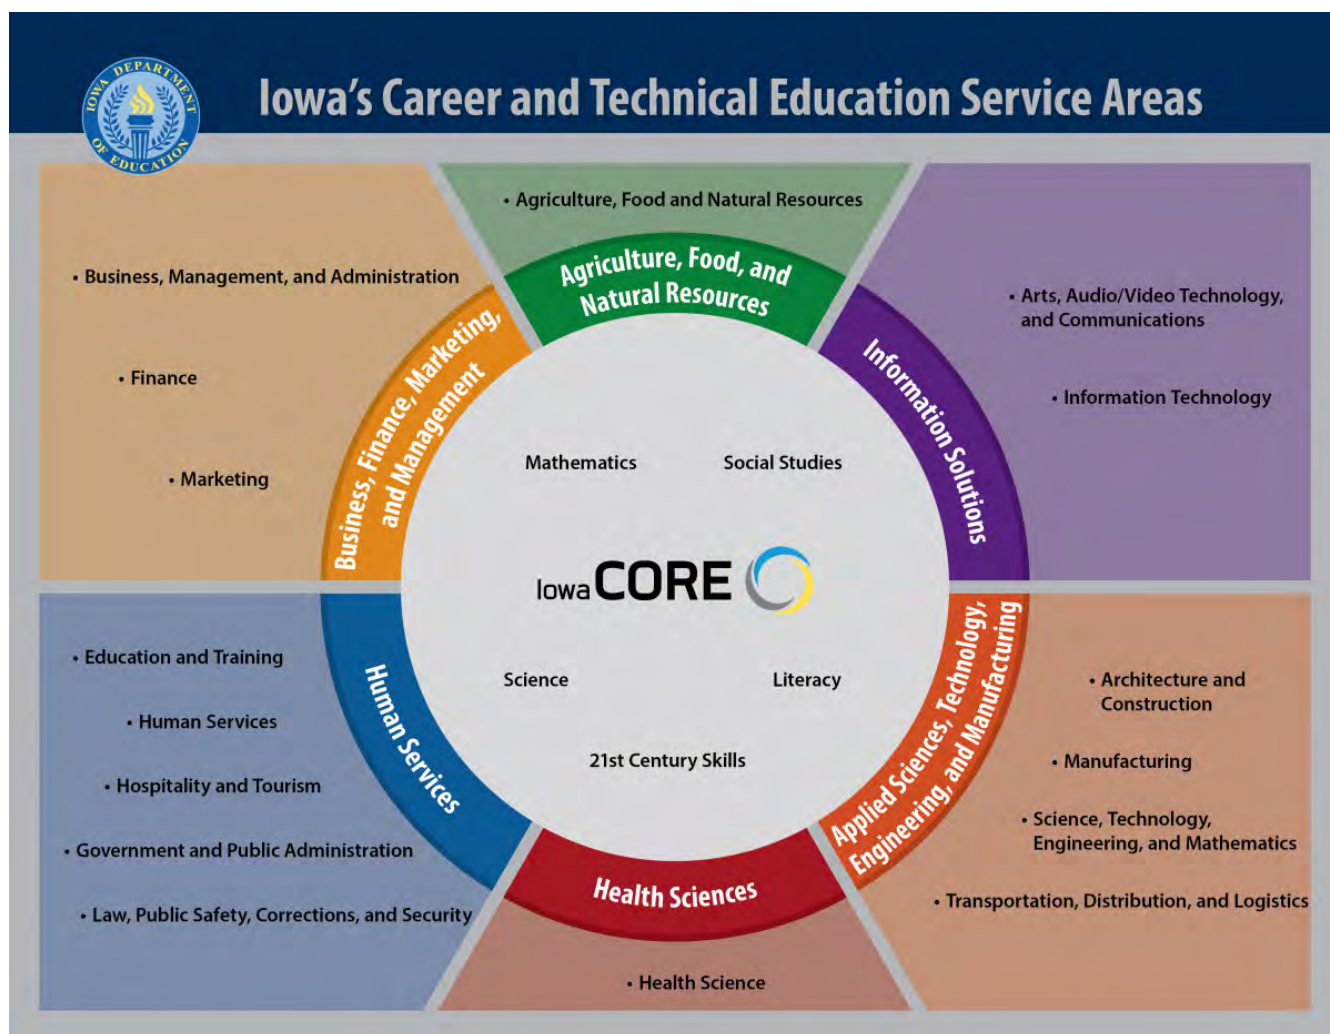 IOWA DEPARTMENT
OF EDUCATION
Iowa's Career and Technical Education Service Areas
• Business, Management, and Administration
• Finance
• Marketing
Business, Finance, Marketing,
and Management
• Agriculture, Food and Natural Resources
Agriculture, Food, and
Natural Resources
• Arts, Audio/Video Technology,
and Communications
• Information Technology
Information Solutions
Mathematics
Social Studies
Iowa CORE
Science
Literacy
21st Century Skills
• Education and Training
• Human Services
• Hospitality and Tourism
• Government and Public Administration
• Law, Public Safety, Corrections, and Security
Human Services
Health Sciences
• Health Science
Applied Sciences, Technology,
Engineering, and Manufacturing
• Architecture and
Construction
• Manufacturing
• Science, Technology,
Engineering, and Mathematics
• Transportation, Distribution, and Logistics